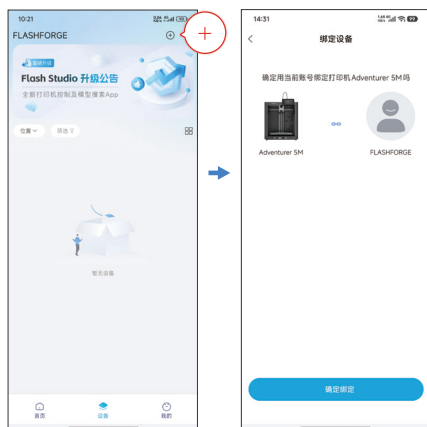 10:21
FLASHFORGE
Flash Studio 升级公告
全新打印机控制及模型搜索App
位置
筛选
暂无设备
首页
设备
我的
14:31
绑定设备
确定用当前账号绑定打印机Adventurer 5M吗
Adventurer 5M
FLASHFORGE
确定绑定